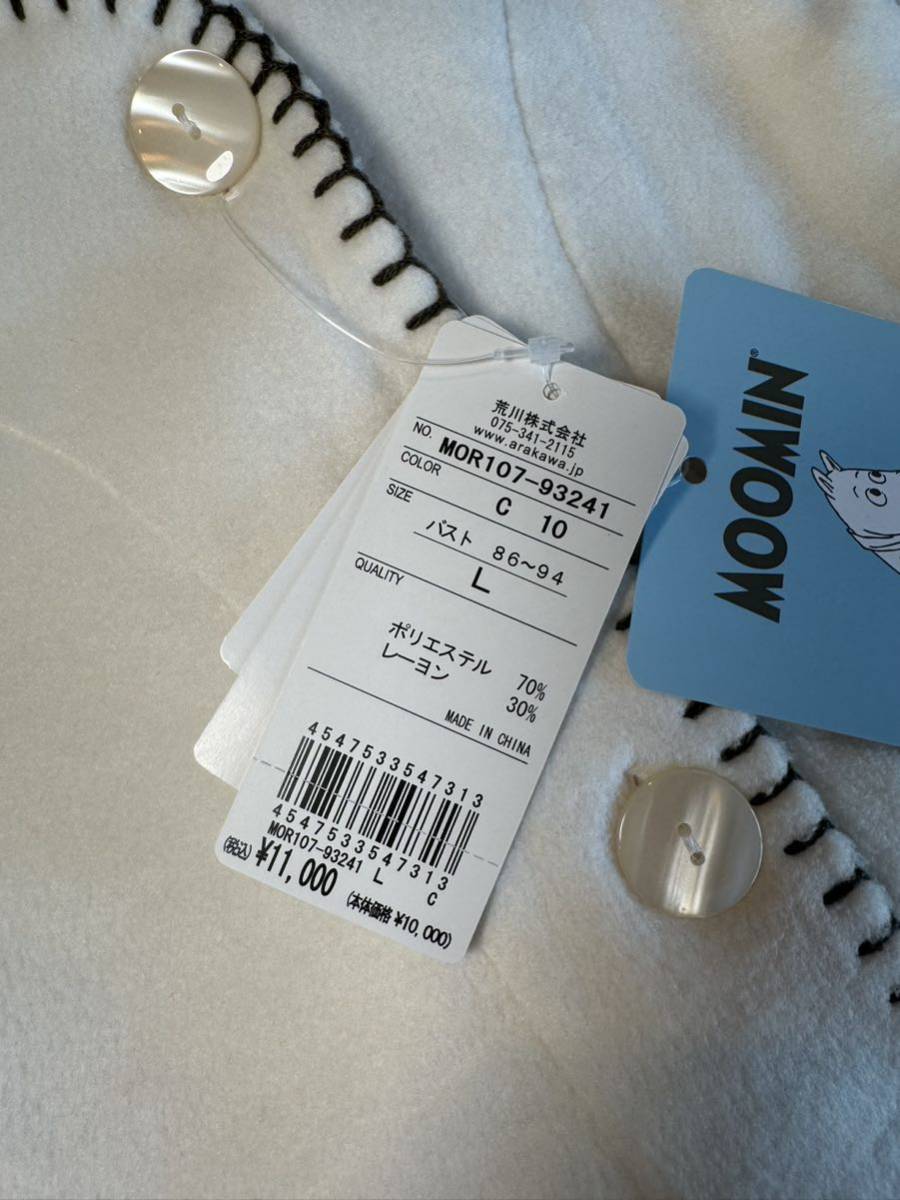 荒川株式会社
075-341-2115
www.arakawa.jp
NO. MOR107-93241
COLOR C 10
SIZE バスト 86~94
L
QUALITY
ポリエステル 70%
レーヨン 30%
MADE IN CHINA
4547533547313
4547533547313
MOR107-93241 L C
(税込) ¥11,000
(本体価格 ¥10,000)
MOOMIN®